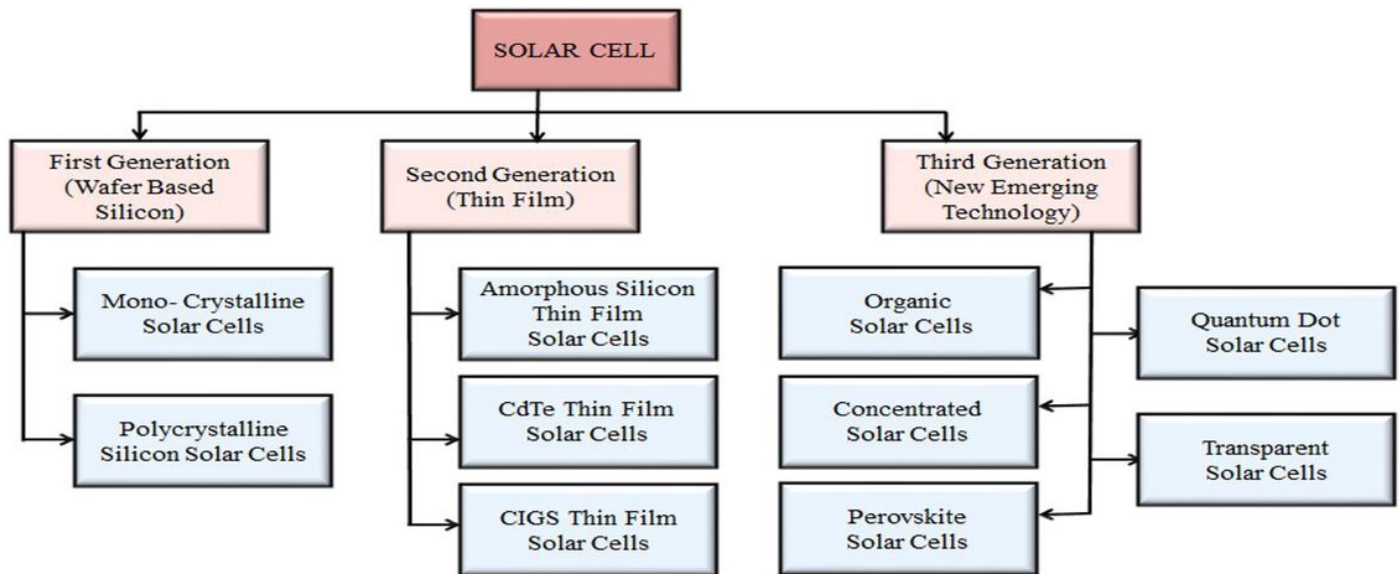 SOLAR CELL
First Generation
(Wafer Based
Silicon)
Second Generation
(Thin Film)
Third Generation
(New Emerging
Technology)
Mono- Crystalline
Solar Cells
Polycrystalline
Silicon Solar Cells
Amorphous Silicon
Thin Film
Solar Cells
CdTe Thin Film
Solar Cells
CIGS Thin Film
Solar Cells
Organic
Solar Cells
Concentrated
Solar Cells
Perovskite
Solar Cells
Quantum Dot
Solar Cells
Transparent
Solar Cells